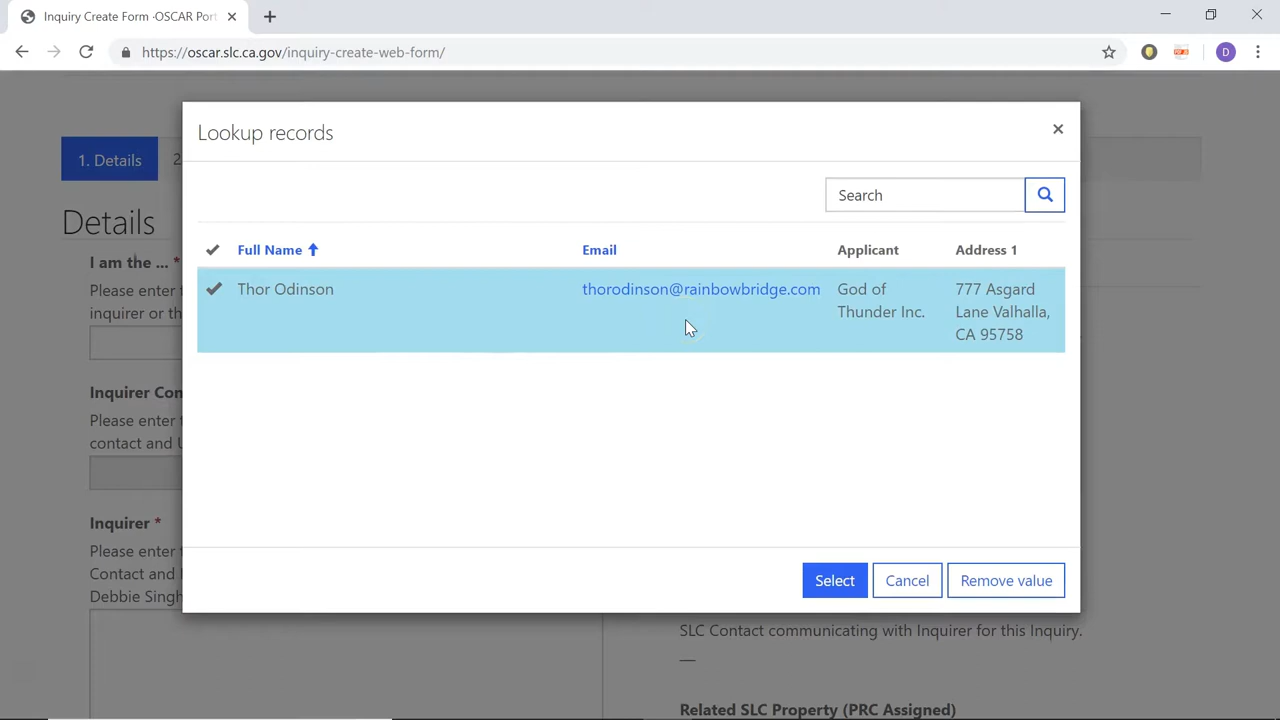 Inquiry Create Form ·OSCAR Port
https://oscar.slc.ca.gov/inquiry-create-web-form/
D
Lookup records
1. Details
2
Search
Details
Full Name
Email
Applicant
Address 1
I am the ... *
Thor Odinson
thorodinson@rainbowbridge.com
God of
Thunder Inc.
777 Asgard
Lane Valhalla,
CA 95758
Please enter
inquirer or th
Inquirer Con
Please enter
contact and
Inquirer *
Please enter
Contact and
Debbie Singh
Select
Cancel
Remove value
SLC Contact communicating with Inquirer for this Inquiry.
—
Related SLC Property (PRC Assigned)